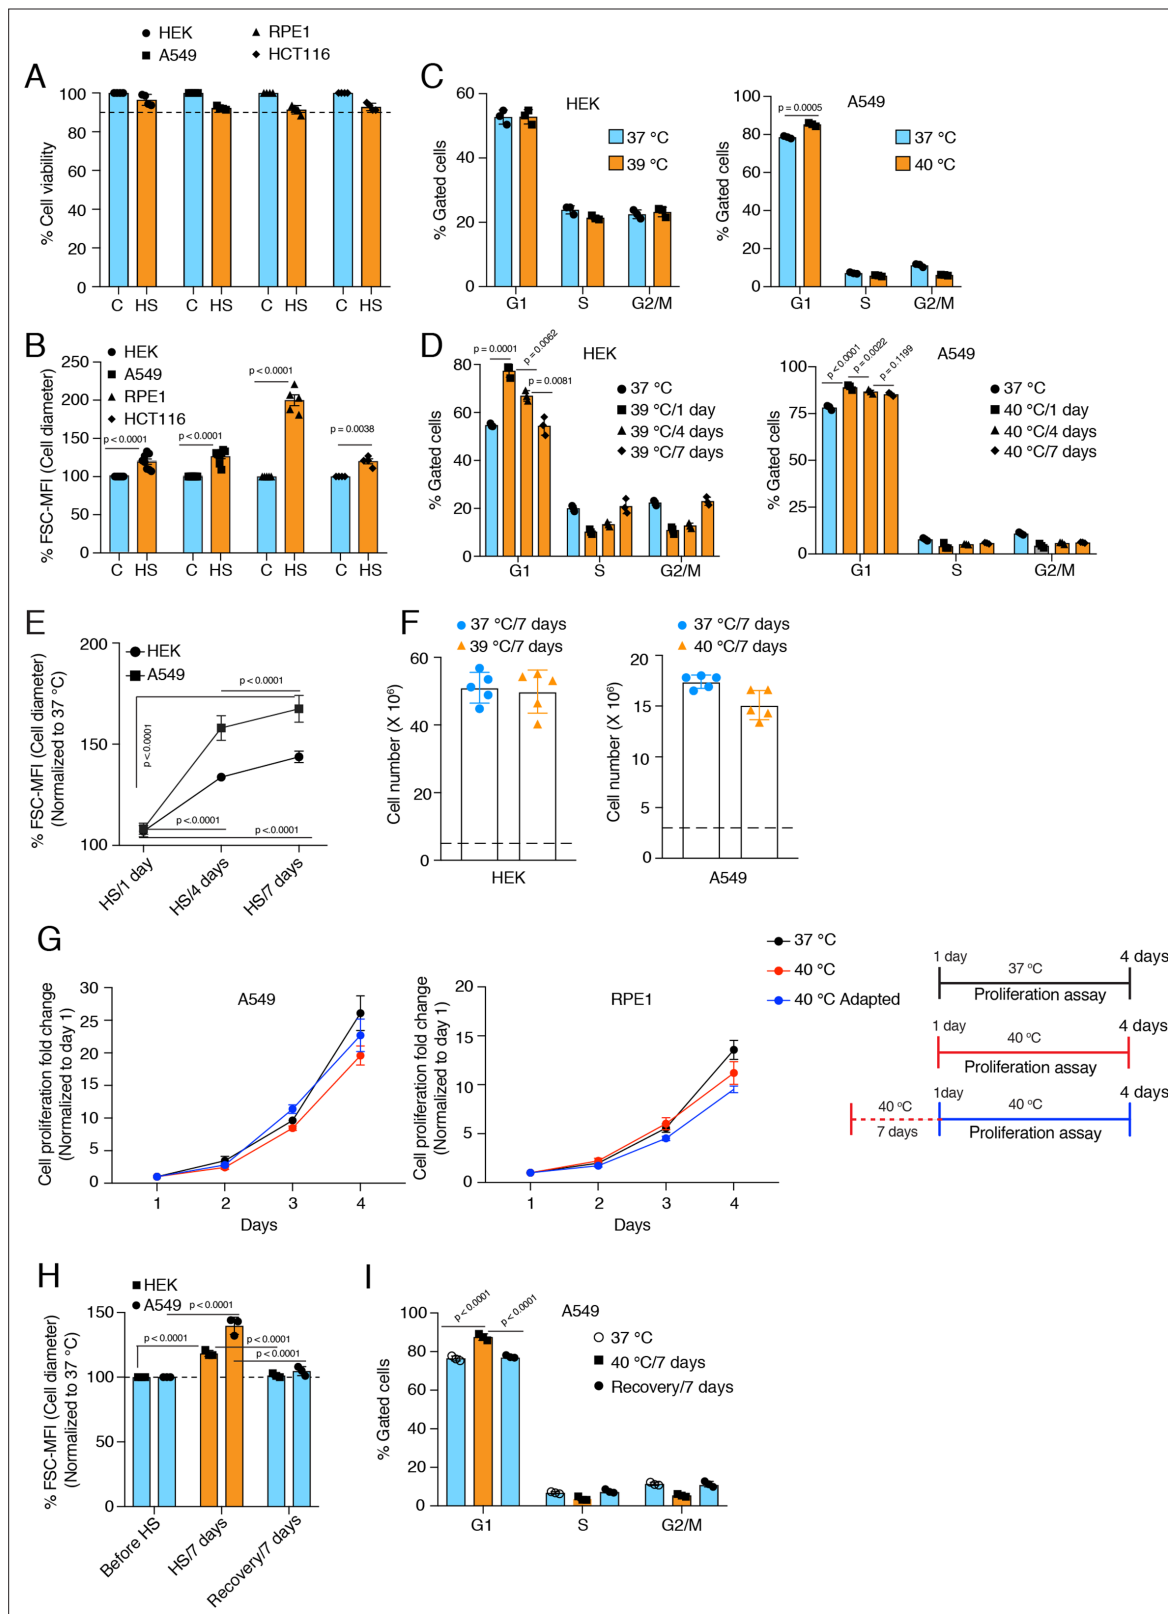 HEK
RPE1
A549
HCT116
A
100
80
60
40
20
0
% Cell viability
C HS C HS C HS C HS
C
60
40
20
0
% Gated cells
HEK
37 °C
39 °C
G1 S G2/M
100
80
60
40
20
0
% Gated cells
A549
p = 0.0005
37 °C
40 °C
G1 S G2/M
B
HEK
A549
RPE1
HCT116
250
200
150
100
50
0
% FSC-MFI (Cell diameter)
p < 0.0001
p < 0.0001
p < 0.0001
p = 0.0038
C HS C HS C HS C HS
D
80
60
40
20
0
% Gated cells
HEK
p = 0.0001
p = 0.0062
p = 0.0081
37 °C
39 °C/1 day
39 °C/4 days
39 °C/7 days
G1 S G2/M
100
75
50
25
0
% Gated cells
A549
p < 0.0001
p = 0.0022
p = 0.1199
37 °C
40 °C/1 day
40 °C/4 days
40 °C/7 days
G1 S G2/M
E
200
150
100
% FSC-MFI (Cell diameter)
(Normalized to 37 °C)
HEK
A549
p < 0.0001
p < 0.0001
p < 0.0001
p < 0.0001
HS/1 day
HS/4 days
HS/7 days
F
37 °C/7 days
39 °C/7 days
60
40
20
0
Cell number (X 10⁶)
HEK
37 °C/7 days
40 °C/7 days
20
15
10
5
0
Cell number (X 10⁶)
A549
G
30
25
20
15
10
5
0
Cell proliferation fold change
(Normalized to day 1)
A549
1 2 3 4
Days
20
15
10
5
0
Cell proliferation fold change
(Normalized to day 1)
RPE1
1 2 3 4
Days
37 °C
40 °C
40 °C Adapted
1 day 4 days
37 °C
Proliferation assay
1 day 4 days
40 °C
Proliferation assay
1day 4 days
40 °C 40 °C
7 days Proliferation assay
H
HEK
A549
150
100
50
0
% FSC-MFI (Cell diameter)
(Normalized to 37 °C)
p < 0.0001
p < 0.0001
p < 0.0001
p < 0.0001
Before HS
HS/7 days
Recovery/7 days
I
100
80
60
40
20
0
% Gated cells
p < 0.0001
p < 0.0001
A549
37 °C
40 °C/7 days
Recovery/7 days
G1 S G2/M